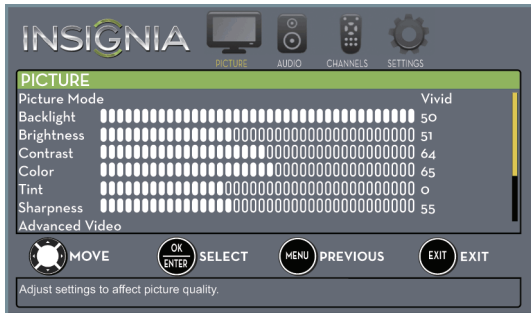 INSIGNIA
PICTURE AUDIO CHANNELS SETTINGS
PICTURE
Picture Mode Vivid
Backlight 50
Brightness 51
Contrast 64
Color 65
Tint 0
Sharpness 55
Advanced Video
MOVE OK ENTER SELECT MENU PREVIOUS EXIT EXIT
Adjust settings to affect picture quality.